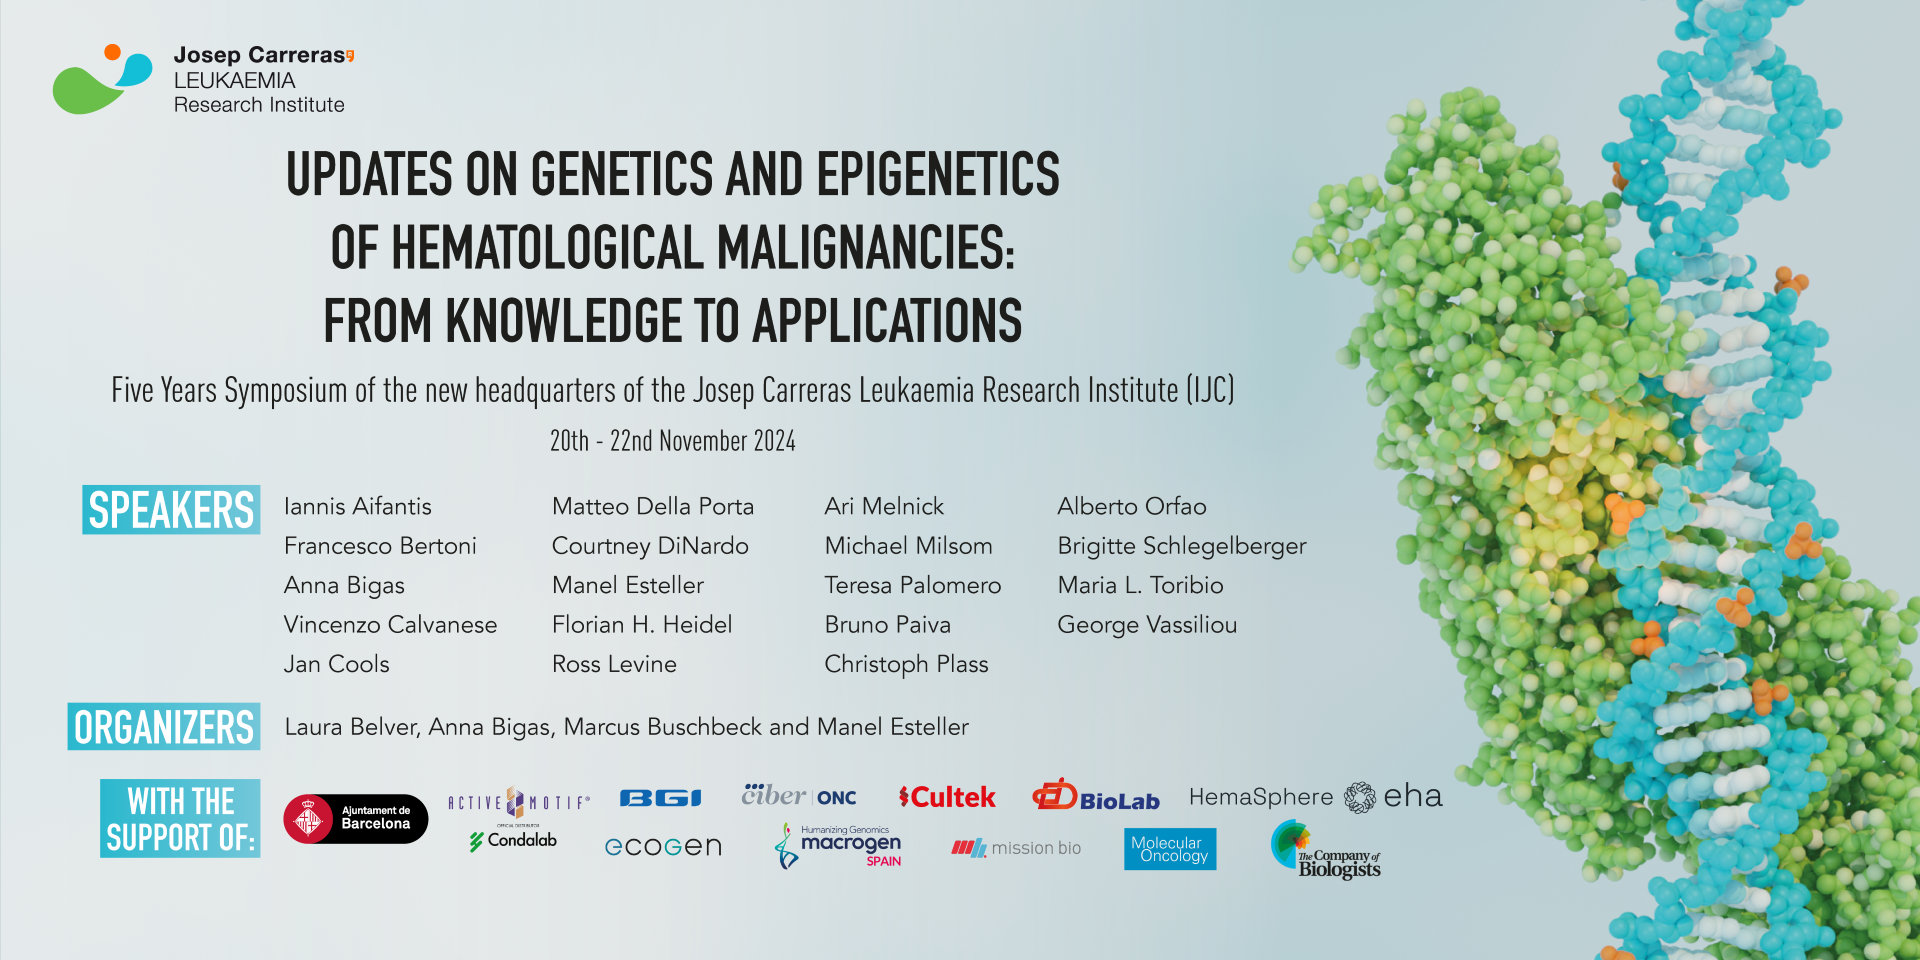 Josep Carreras
LEUKAEMIA
Research Institute
UPDATES ON GENETICS AND EPIGENETICS
OF HEMATOLOGICAL MALIGNANCIES:
FROM KNOWLEDGE TO APPLICATIONS
Five Years Symposium of the new headquarters of the Josep Carreras Leukaemia Research Institute (IJC)
20th - 22nd November 2024
SPEAKERS
Iannis Aifantis
Francesco Bertoni
Anna Bigas
Vincenzo Calvanese
Jan Cools
Matteo Della Porta
Courtney DiNardo
Manel Esteller
Florian H. Heidel
Ross Levine
Ari Melnick
Michael Milsom
Teresa Palomero
Bruno Paiva
Christoph Plass
Alberto Orfao
Brigitte Schlegelberger
Maria L. Toribio
George Vassiliou
ORGANIZERS
Laura Belver, Anna Bigas, Marcus Buschbeck and Manel Esteller
WITH THE
SUPPORT OF:
Ajuntament de
Barcelona
ACTIVE MOTIF®
OFFICIAL DISTRIBUTOR
Condalab
BGI
ciber ONC
Cultek
BioLab
HemaSphere eha
ecogen
Humanizing Genomics
macrogen
SPAIN
mission bio
Molecular
Oncology
The Company of
Biologists